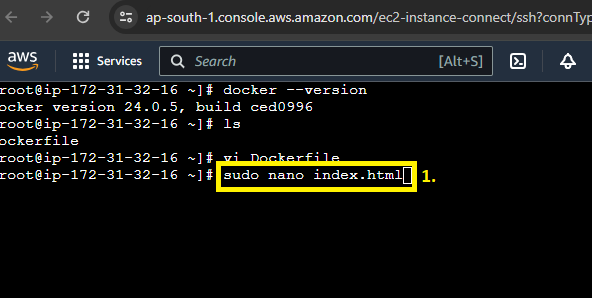 ap-south-1.console.aws.amazon.com/ec2-instance-connect/ssh?connTyp
aws Services Search [Alt+S]
root@ip-172-31-32-16 ~]# docker --version
ocker version 24.0.5, build ced0996
root@ip-172-31-32-16 ~]# ls
ockerfile
root@ip-172-31-32-16 ~]# vi Dockerfile
root@ip-172-31-32-16 ~]# sudo nano index.html 1.